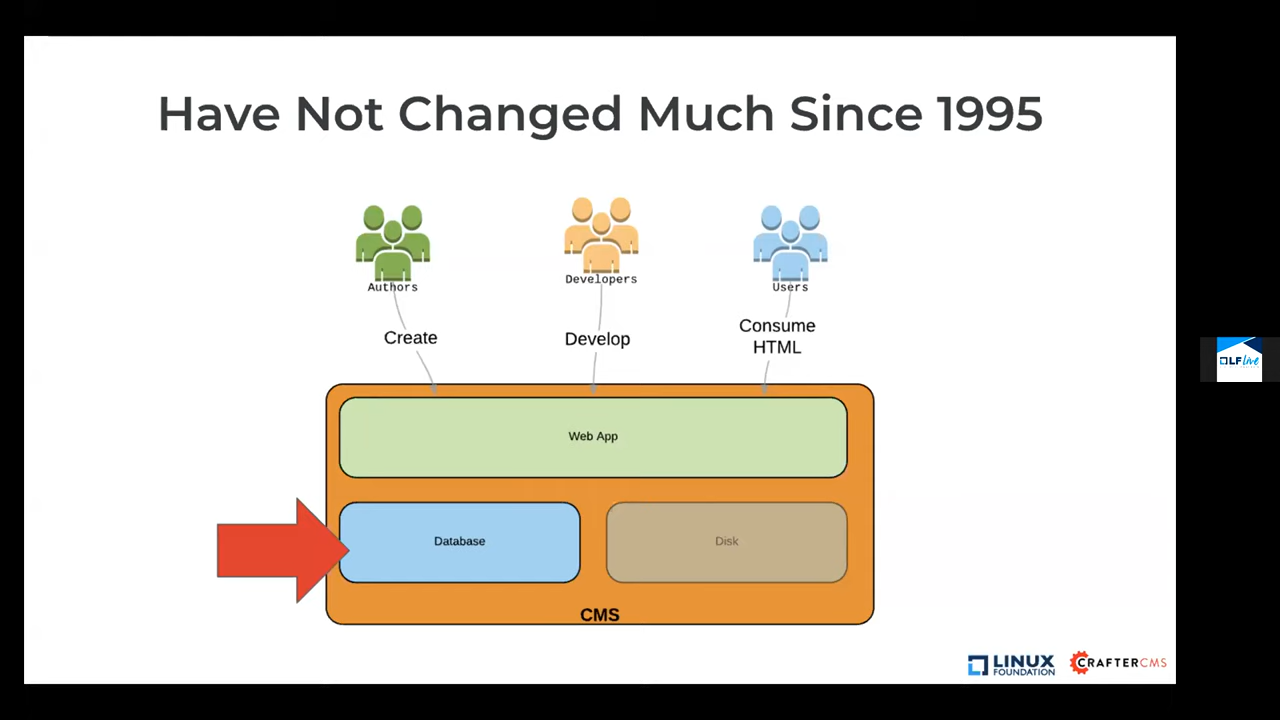 Have Not Changed Much Since 1995
Authors
Developers
Users
Create
Develop
Consume
HTML
Web App
Database
Disk
CMS
LINUX
FOUNDATION
CRAFTERCMS
LF live